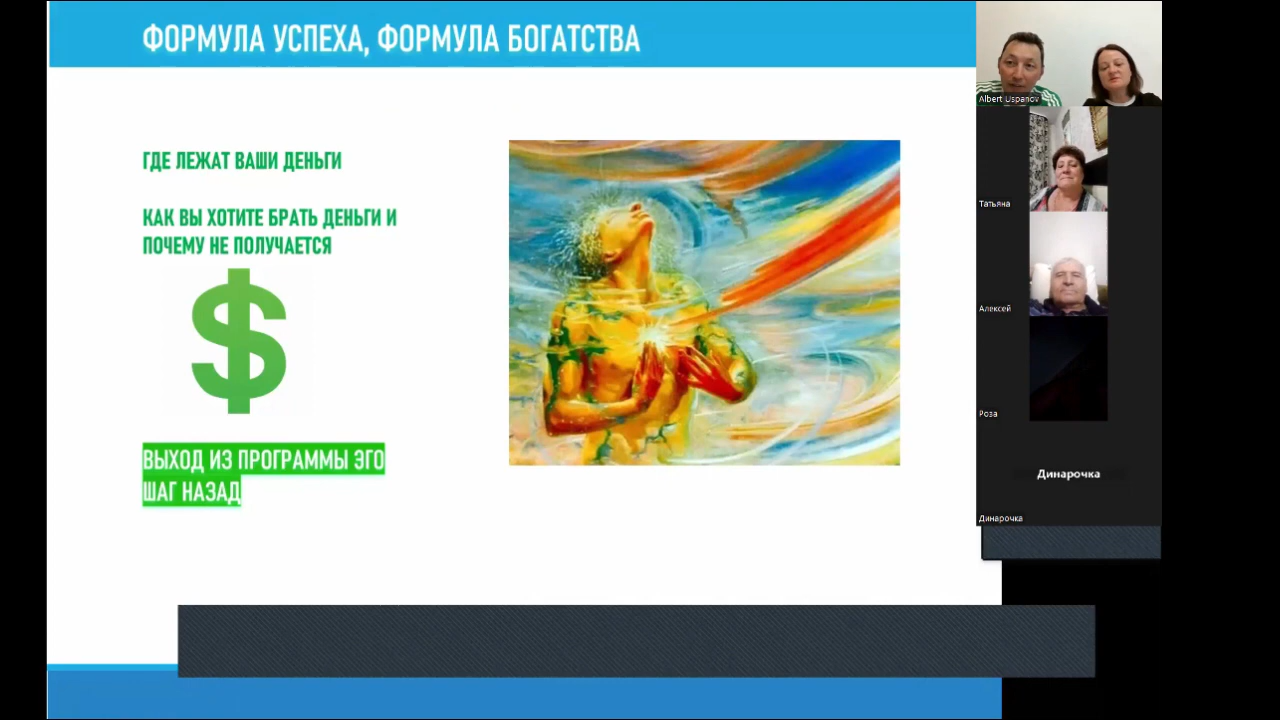 ФОРМУЛА УСПЕХА, ФОРМУЛА БОГАТСТВА
ГДЕ ЛЕЖАТ ВАШИ ДЕНЬГИ
КАК ВЫ ХОТИТЕ БРАТЬ ДЕНЬГИ И
ПОЧЕМУ НЕ ПОЛУЧАЕТСЯ
$
ВЫХОД ИЗ ПРОГРАММЫ ЭГО
ШАГ НАЗАД
Albert Uspanov
Татьяна
Алексей
Роза
Динарочка
Динарочка